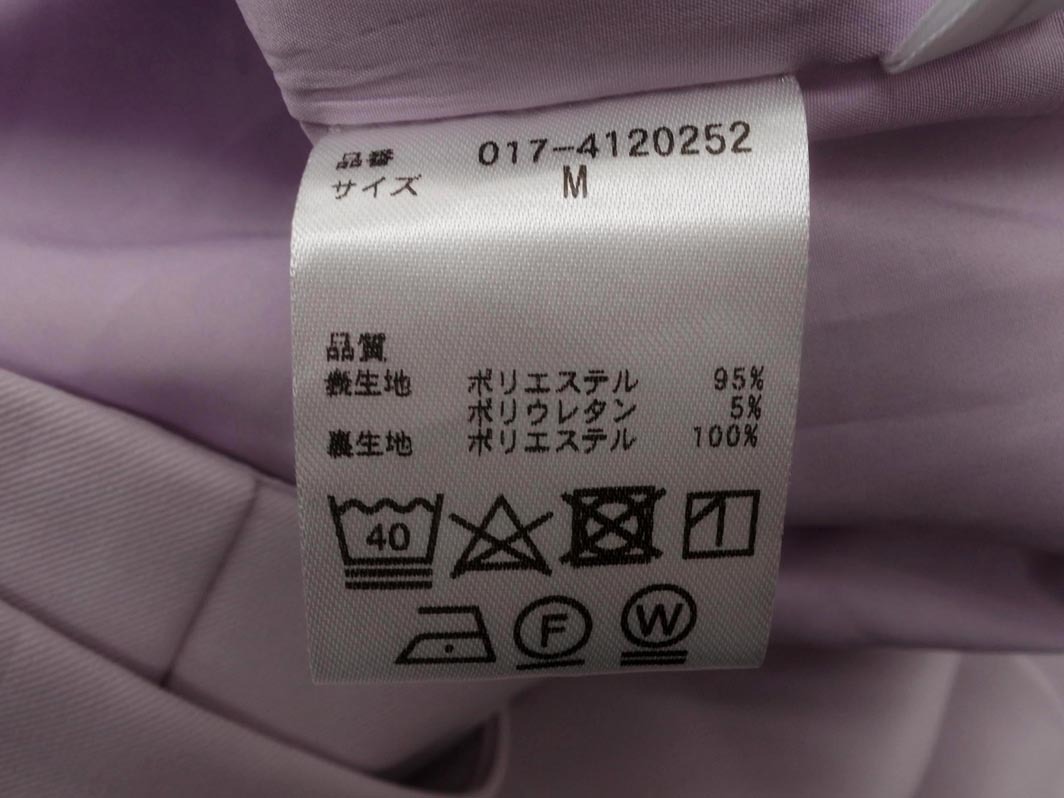 品番 017-4120252
サイズ M
品質
表生地 ポリエステル 95%
ポリウレタン 5%
裏生地 ポリエステル 100%
40
F W